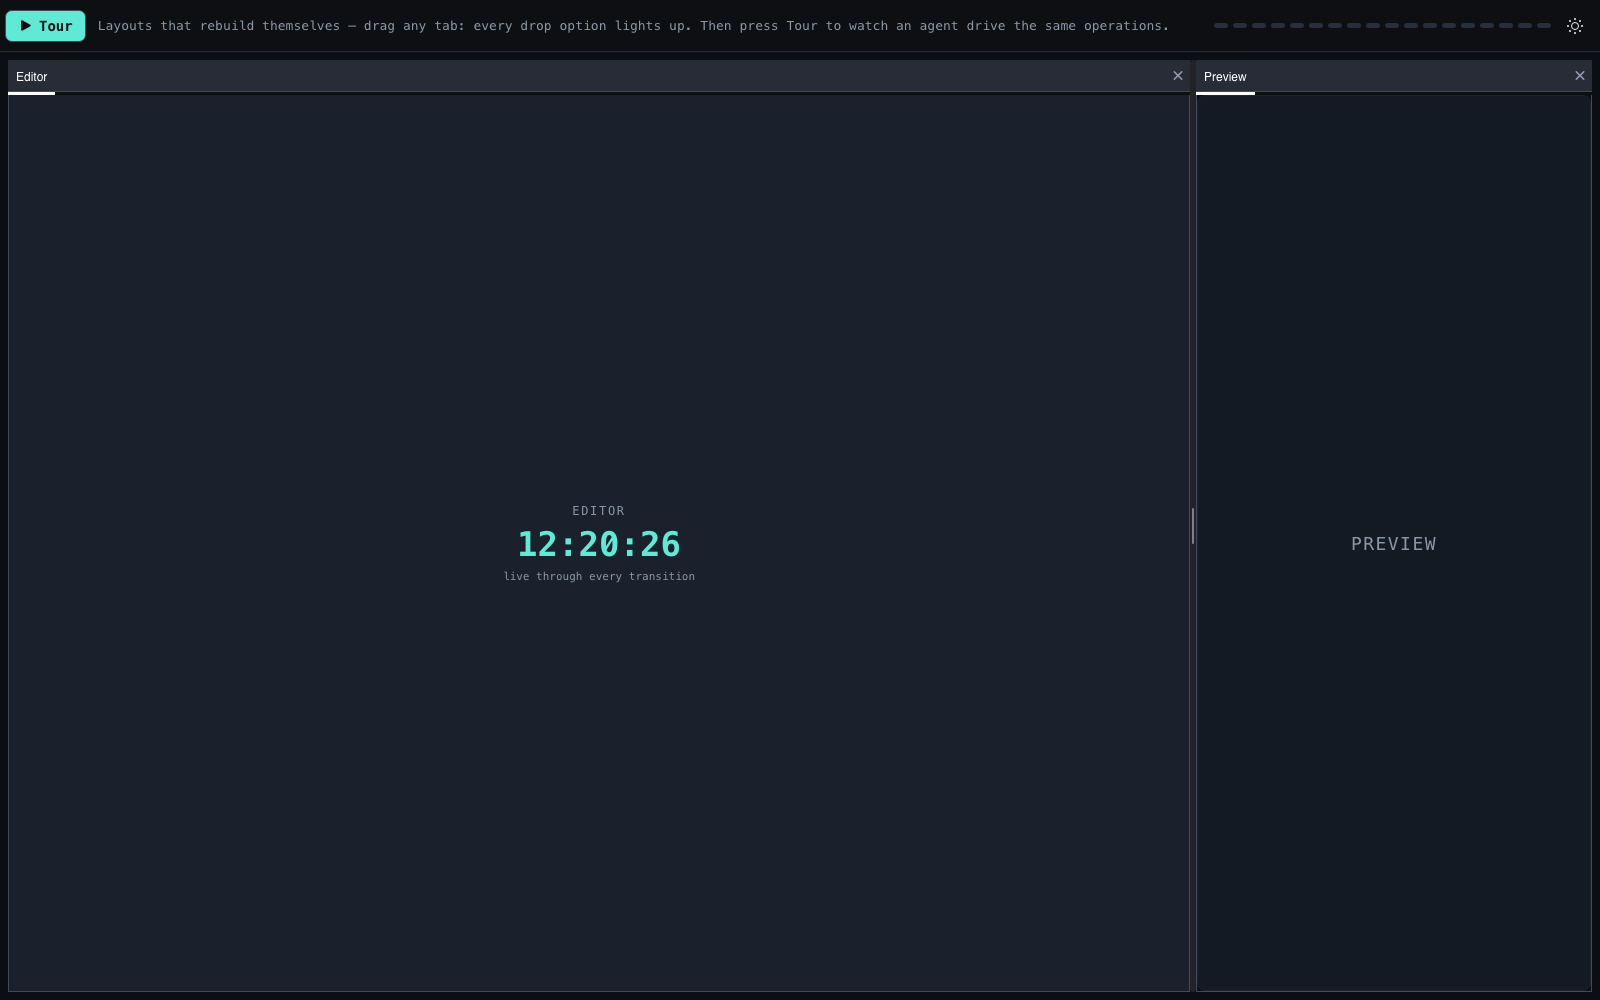 Tour
Layouts that rebuild themselves — drag any tab: every drop option lights up. Then press Tour to watch an agent drive the same operations.
Editor
Preview
EDITOR
12:20:26
live through every transition
PREVIEW